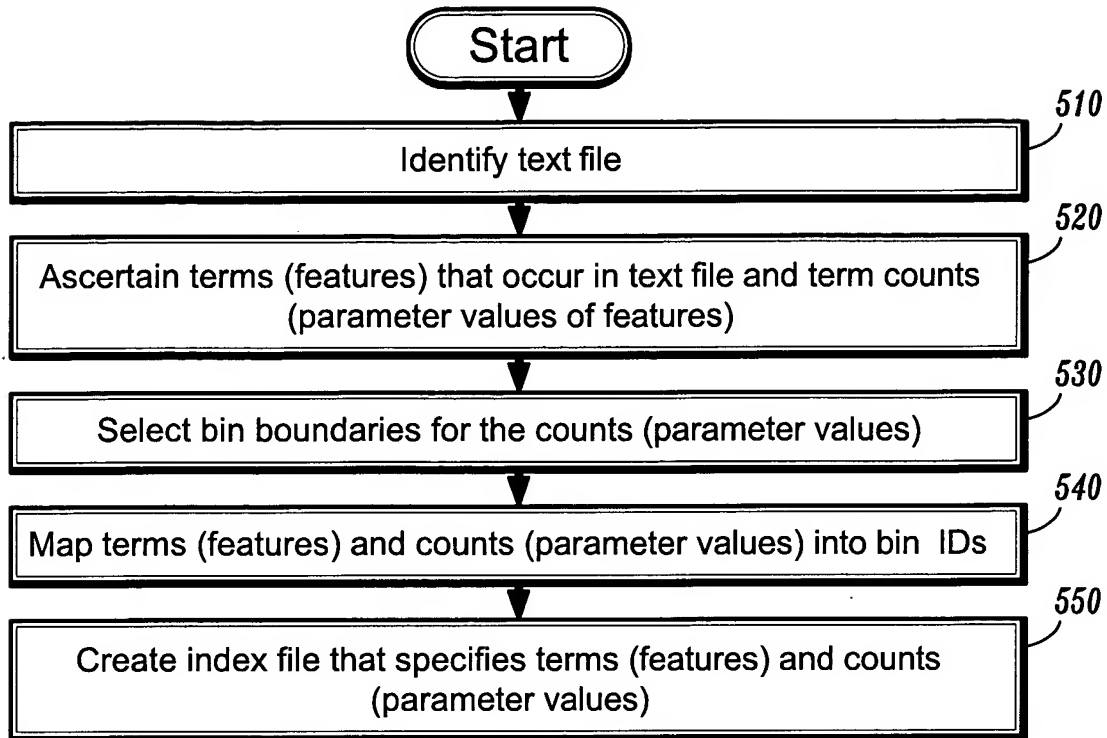 Start
510
Identify text file
520
Ascertain terms (features) that occur in text file and term counts
(parameter values of features)
530
Select bin boundaries for the counts (parameter values)
540
Map terms (features) and counts (parameter values) into bin IDs
550
Create index file that specifies terms (features) and counts
(parameter values)